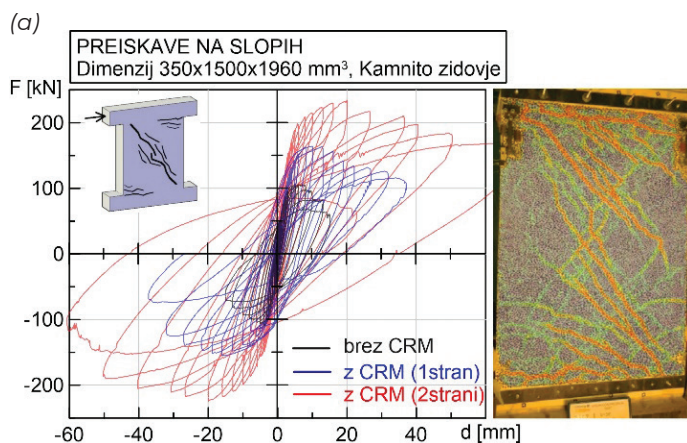 (a)
PREISKAVE NA SLOPIH
Dimenzij 350x1500x1960 mm³, Kamnito zidovje
F [kN]
200
100
0
-100
-200
brez CRM
z CRM (1stran)
z CRM (2strani)
-60
-40
-20
0
20
40
60
d [mm]